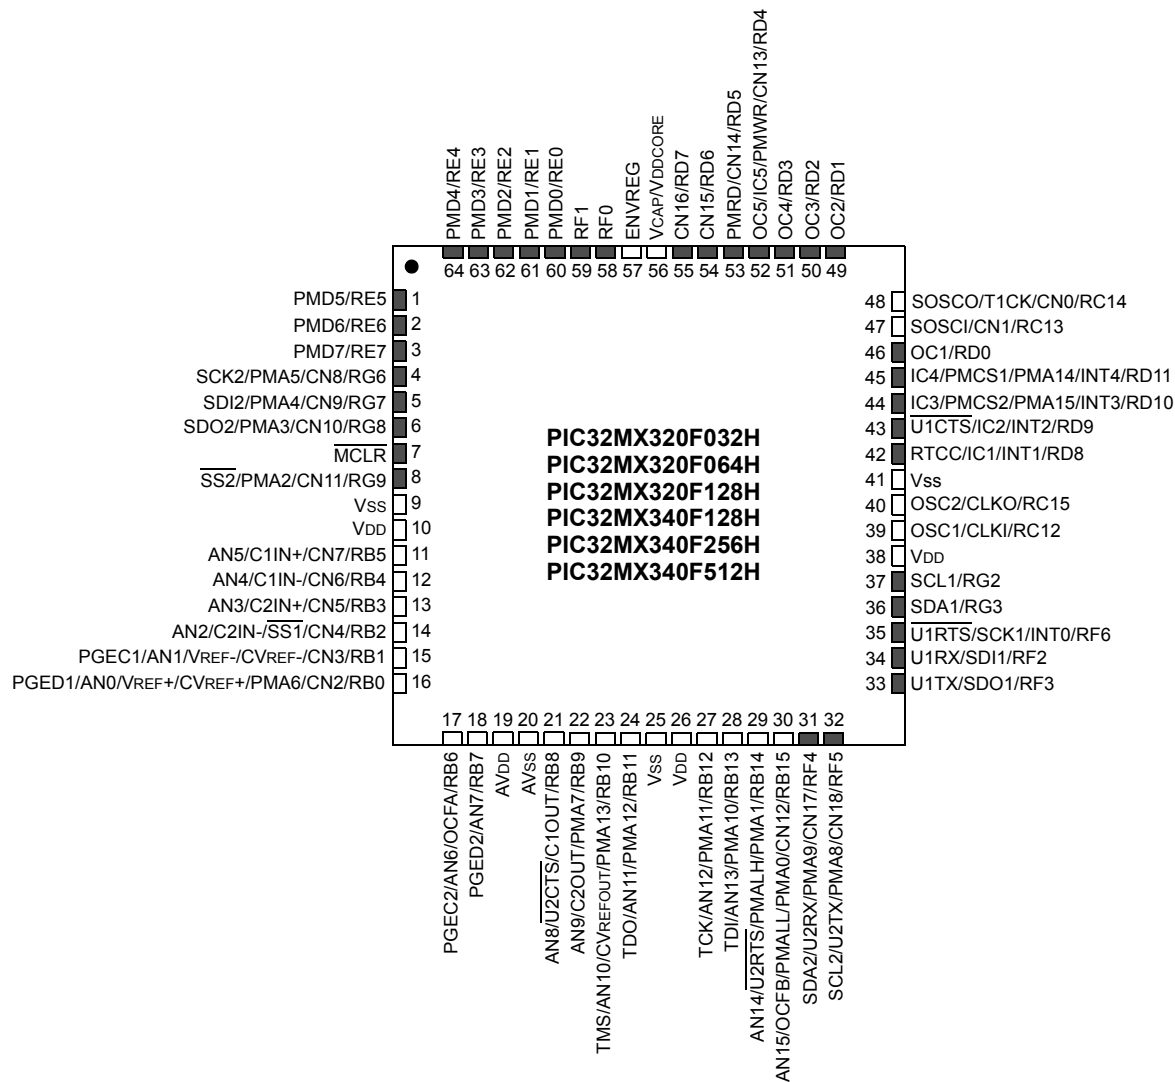 PMD4/RE4
PMD3/RE3
PMD2/RE2
PMD1/RE1
PMD0/RE0
RF1
RF0
ENVREG
VCAP/VDDCORE
CN16/RD7
CN15/RD6
PMRD/CN14/RD5
OC5/IC5/PMWR/CN13/RD4
OC4/RD3
OC3/RD2
OC2/RD1
64 63 62 61 60 59 58 57 56 55 54 53 52 51 50 49
PMD5/RE5 1
PMD6/RE6 2
PMD7/RE7 3
SCK2/PMA5/CN8/RG6 4
SDI2/PMA4/CN9/RG7 5
SDO2/PMA3/CN10/RG8 6
MCLR 7
SS2/PMA2/CN11/RG9 8
VSS 9
VDD 10
AN5/C1IN+/CN7/RB5 11
AN4/C1IN-/CN6/RB4 12
AN3/C2IN+/CN5/RB3 13
AN2/C2IN-/SS1/CN4/RB2 14
PGEC1/AN1/VREF-/CVREF-/CN3/RB1 15
PGED1/AN0/VREF+/CVREF+/PMA6/CN2/RB0 16
PIC32MX320F032H
PIC32MX320F064H
PIC32MX320F128H
PIC32MX340F128H
PIC32MX340F256H
PIC32MX340F512H
48 SOSCO/T1CK/CN0/RC14
47 SOSCI/CN1/RC13
46 OC1/RD0
45 IC4/PMCS1/PMA14/INT4/RD11
44 IC3/PMCS2/PMA15/INT3/RD10
43 U1CTS/IC2/INT2/RD9
42 RTCC/IC1/INT1/RD8
41 Vss
40 OSC2/CLKO/RC15
39 OSC1/CLKI/RC12
38 VDD
37 SCL1/RG2
36 SDA1/RG3
35 U1RTS/SCK1/INT0/RF6
34 U1RX/SDI1/RF2
33 U1TX/SDO1/RF3
17 18 19 20 21 22 23 24 25 26 27 28 29 30 31 32
PGEC2/AN6/OCFA/RB6
PGED2/AN7/RB7
AVDD
AVSS
AN8/U2CTS/C1OUT/RB8
AN9/C2OUT/PMA7/RB9
TMS/AN10/CVREFOUT/PMA13/RB10
TDO/AN11/PMA12/RB11
VSS
VDD
TCK/AN12/PMA11/RB12
TDI/AN13/PMA10/RB13
AN14/U2RTS/PMALH/PMA1/RB14
AN15/OCFB/PMALL/PMA0/CN12/RB15
SDA2/U2RX/PMA9/CN17/RF4
SCL2/U2TX/PMA8/CN18/RF5